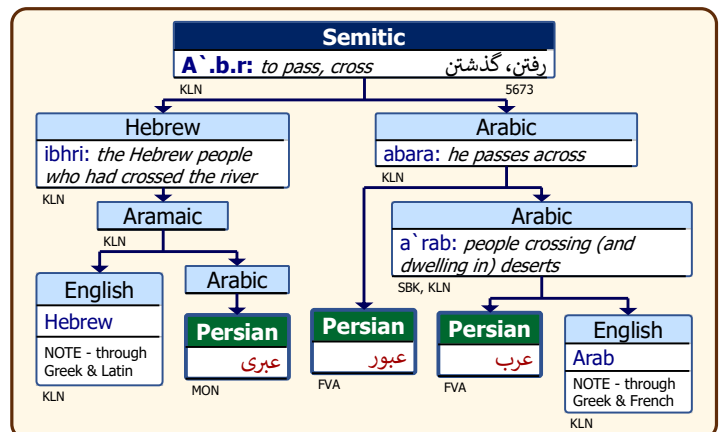 Semitic
A`.b.r: to pass, cross رفتن، گذشتن
KLN 5673
Hebrew
ibhri: the Hebrew people
who had crossed the river
KLN
Arabic
abara: he passes across
KLN
Aramaic
KLN
Arabic
a`rab: people crossing (and
dwelling in) deserts
SBK, KLN
English
Hebrew
NOTE - through
Greek & Latin
KLN
Arabic
Persian
عبری
MON
Persian
عبور
FVA
Persian
عرب
FVA
English
Arab
NOTE - through
Greek & French
KLN